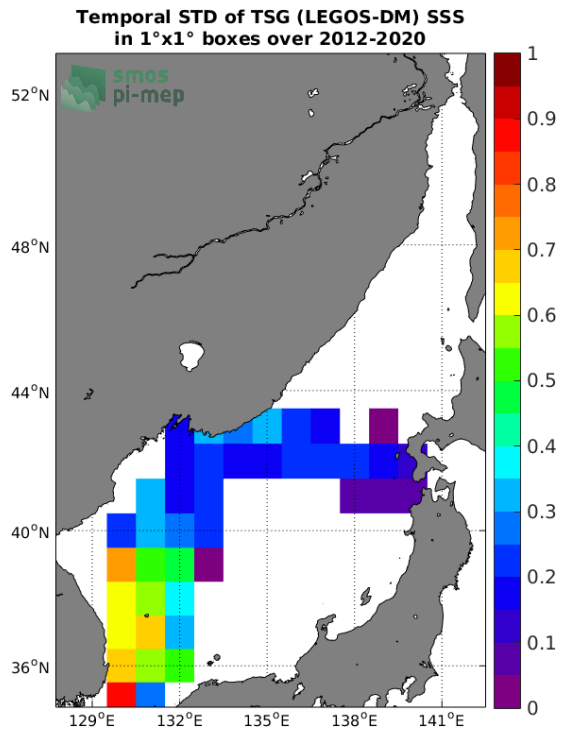 Temporal STD of TSG (LEGOS-DM) SSS
in 1°x1° boxes over 2012-2020
smos
pi-mep
52°N
48°N
44°N
40°N
36°N
129°E
132°E
135°E
138°E
141°E
1
0.9
0.8
0.7
0.6
0.5
0.4
0.3
0.2
0.1
0